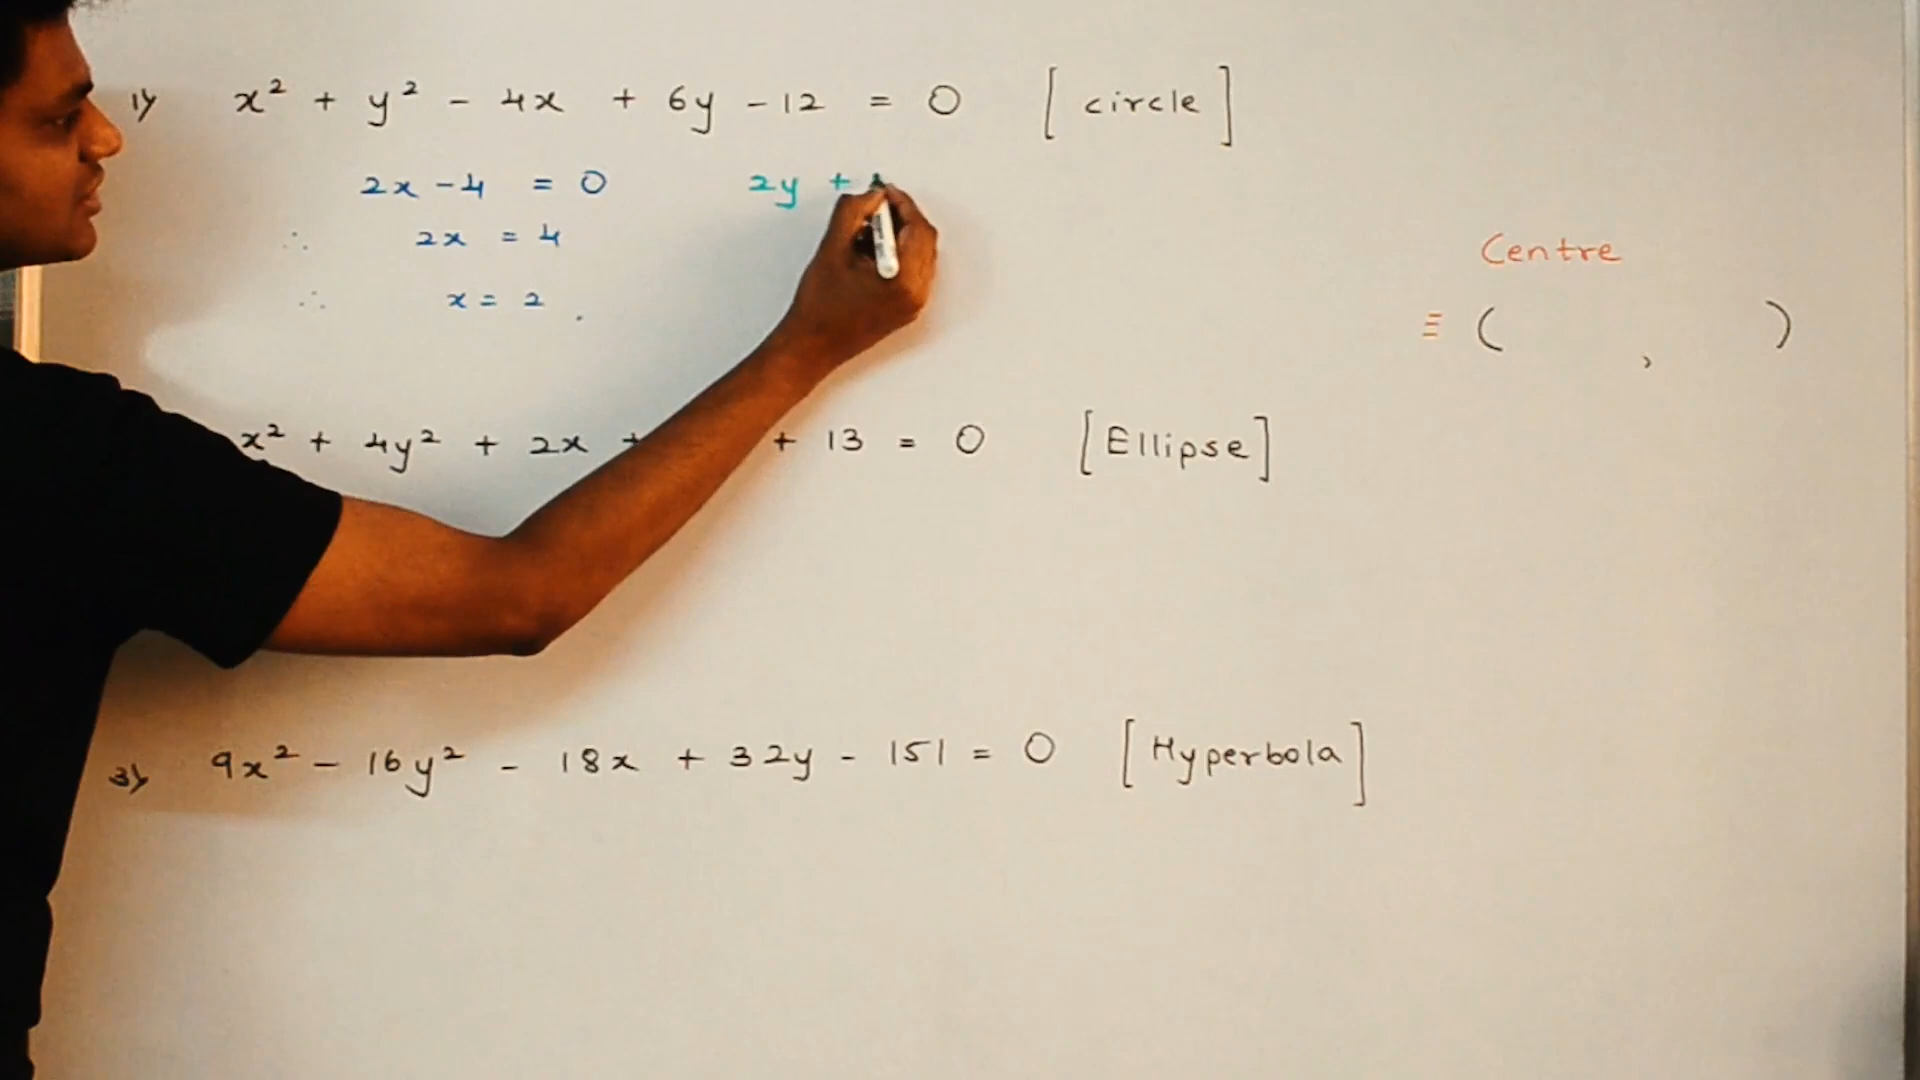 1) x² + y² - 4x + 6y - 12 = 0 [circle]
2x - 4 = 0 2y +
∴ 2x = 4
∴ x = 2 .
Centre
≡ ( , )
x² + 4y² + 2x + + 13 = 0 [Ellipse]
3) 9x² - 16y² - 18x + 32y - 151 = 0 [Hyperbola]